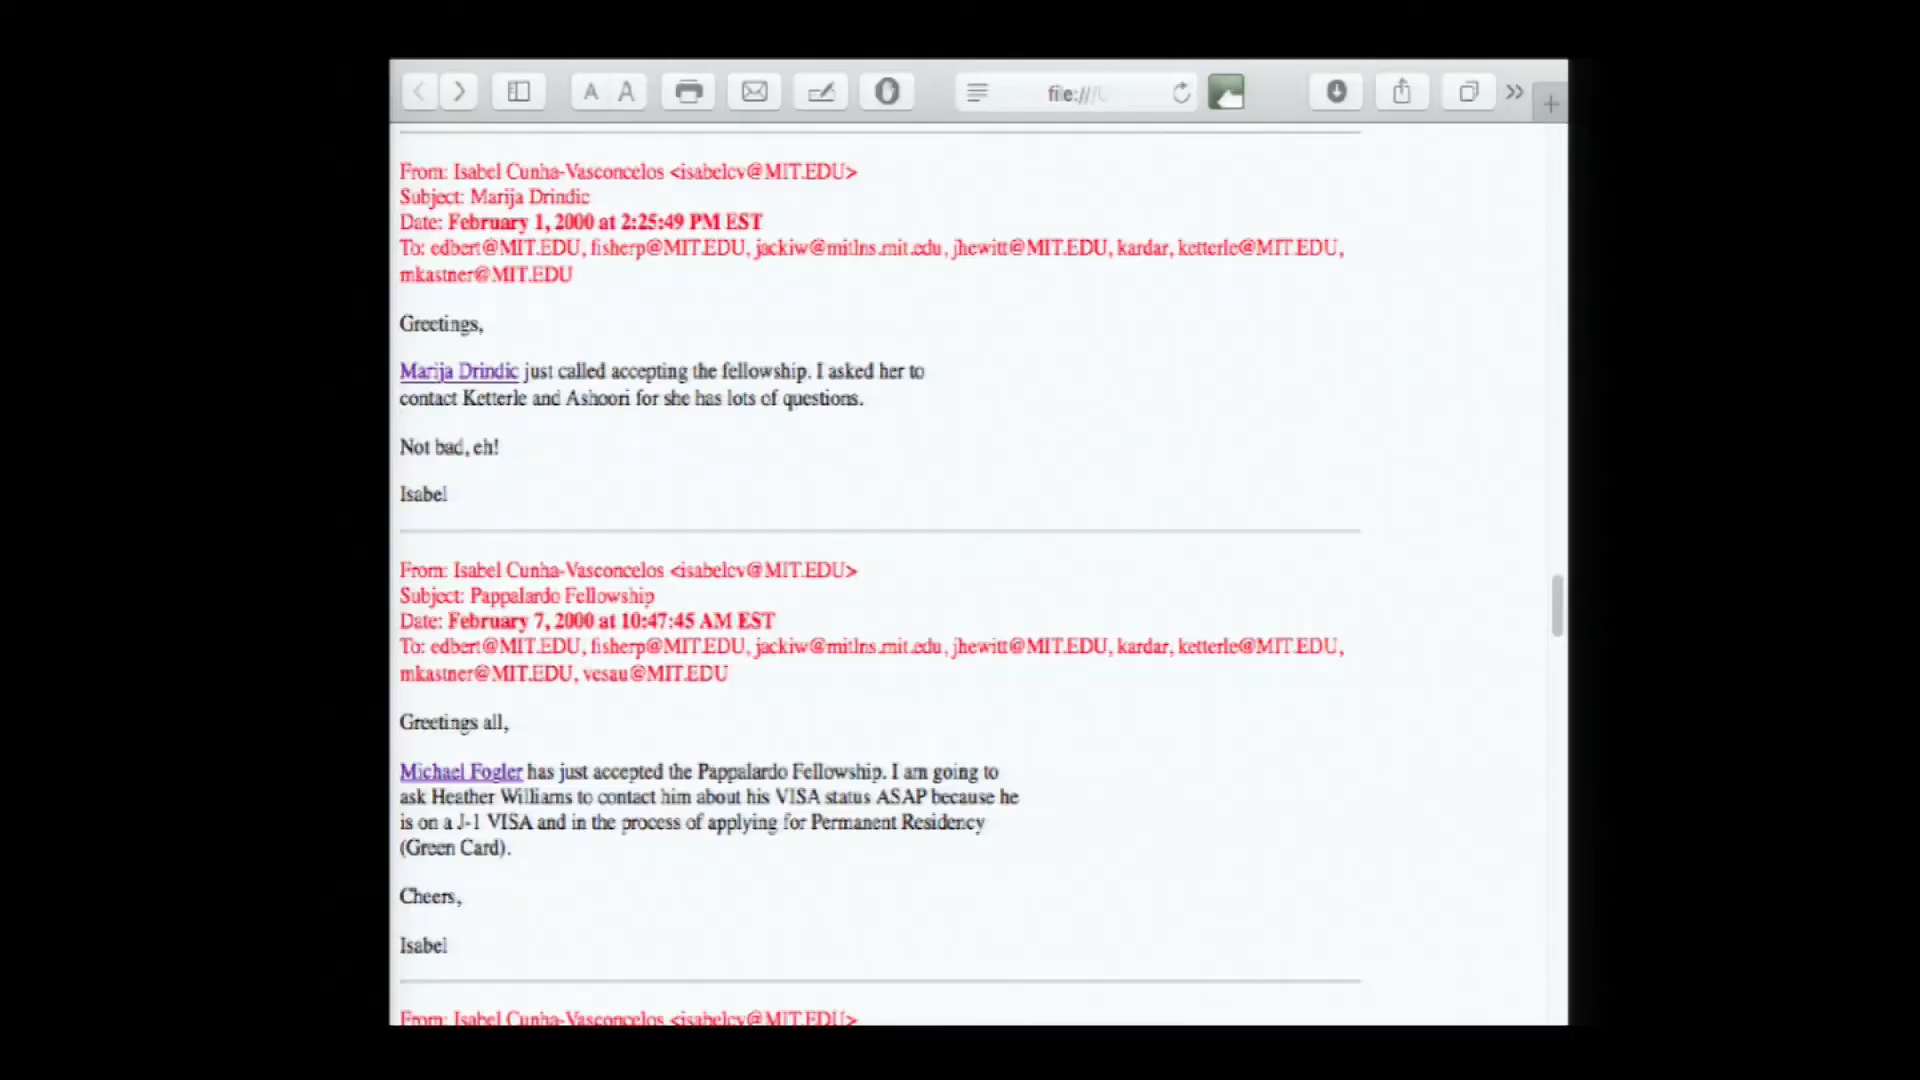 A A
file:///U
From: Isabel Cunha-Vasconcelos <isabelcv@MIT.EDU>
Subject: Marija Drindic
Date: February 1, 2000 at 2:25:49 PM EST
To: edbert@MIT.EDU, fisherp@MIT.EDU, jackiw@mitlns.mit.edu, jhewitt@MIT.EDU, kardar, ketterle@MIT.EDU,
mkastner@MIT.EDU
Greetings,
Marija Drindic just called accepting the fellowship. I asked her to
contact Ketterle and Ashoori for she has lots of questions.
Not bad, eh!
Isabel
From: Isabel Cunha-Vasconcelos <isabelcv@MIT.EDU>
Subject: Pappalardo Fellowship
Date: February 7, 2000 at 10:47:45 AM EST
To: edbert@MIT.EDU, fisherp@MIT.EDU, jackiw@mitlns.mit.edu, jhewitt@MIT.EDU, kardar, ketterle@MIT.EDU,
mkastner@MIT.EDU, vesau@MIT.EDU
Greetings all,
Michael Fogler has just accepted the Pappalardo Fellowship. I am going to
ask Heather Williams to contact him about his VISA status ASAP because he
is on a J-1 VISA and in the process of applying for Permanent Residency
(Green Card).
Cheers,
Isabel
From: Isabel Cunha-Vasconcelos <isabelcv@MIT.EDU>